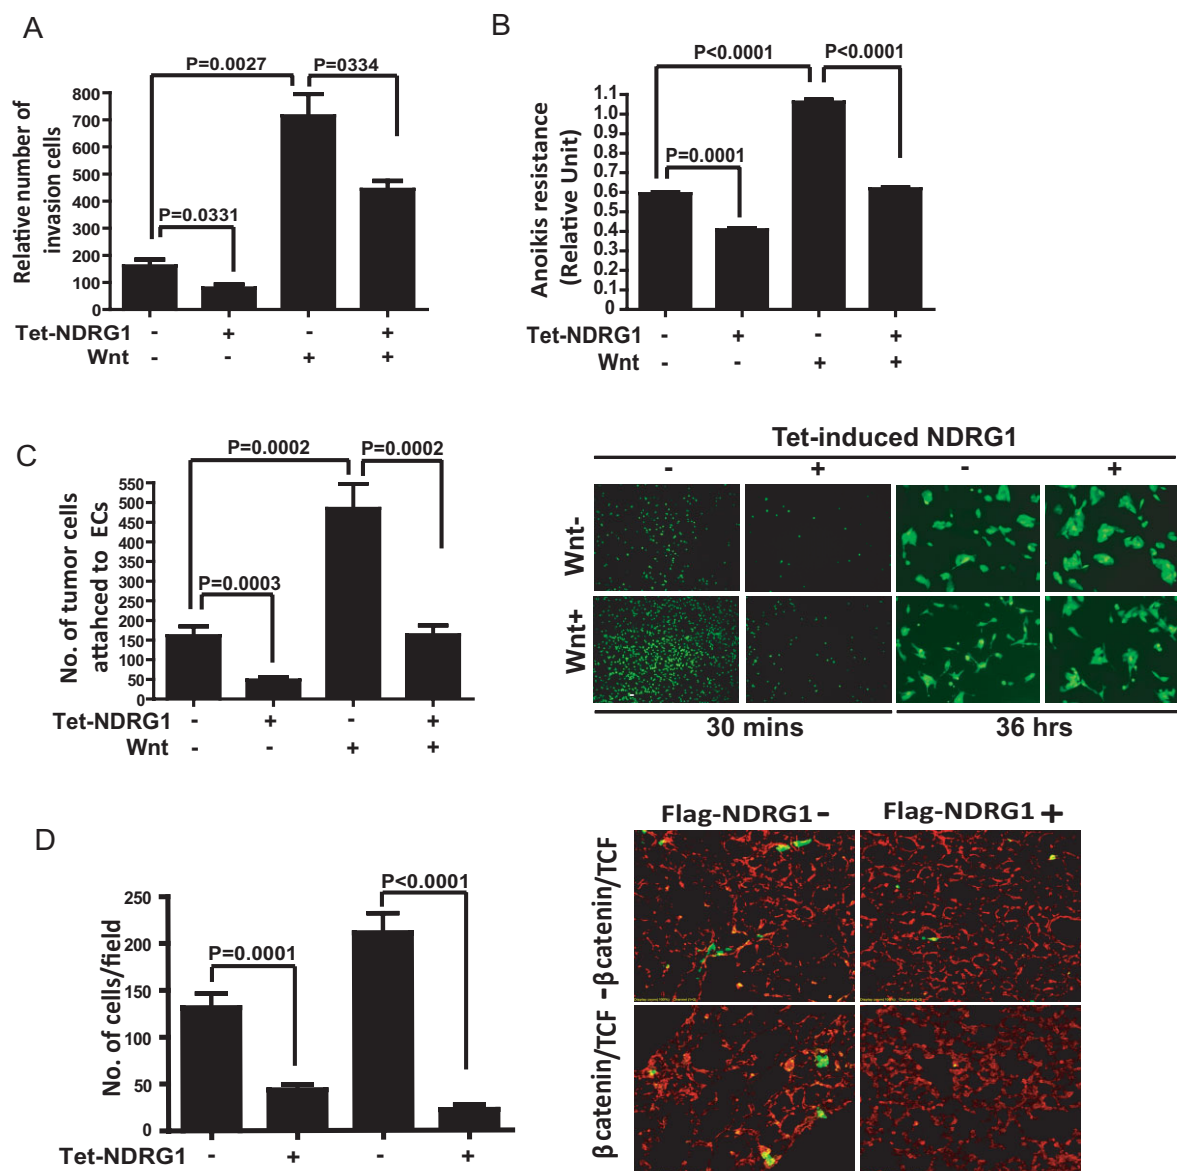 A
P=0.0027
P=0334
P=0.0331
Relative number of
invasion cells
800
700
600
500
400
300
200
100
0
Tet-NDRG1 - + - +
Wnt - - + +
B
P<0.0001
P<0.0001
P=0.0001
Anoikis resistance
(Relative Unit)
1.1
1.0
0.9
0.8
0.7
0.6
0.5
0.4
0.3
0.2
0.1
0
Tet-NDRG1 - + - +
Wnt - - + +
C
P=0.0002
P=0.0002
P=0.0003
No. of tumor cells
attahced to ECs
550
500
450
400
350
300
250
200
150
100
50
0
Tet-NDRG1 - + - +
Wnt - - + +
Tet-induced NDRG1
- + - +
Wnt-
Wnt+
30 mins 36 hrs
D
P<0.0001
P=0.0001
No. of cells/field
250
200
150
100
50
0
Tet-NDRG1 - + - +
Flag-NDRG1 - Flag-NDRG1 +
βcatenin/TCF - βcatenin/TCF